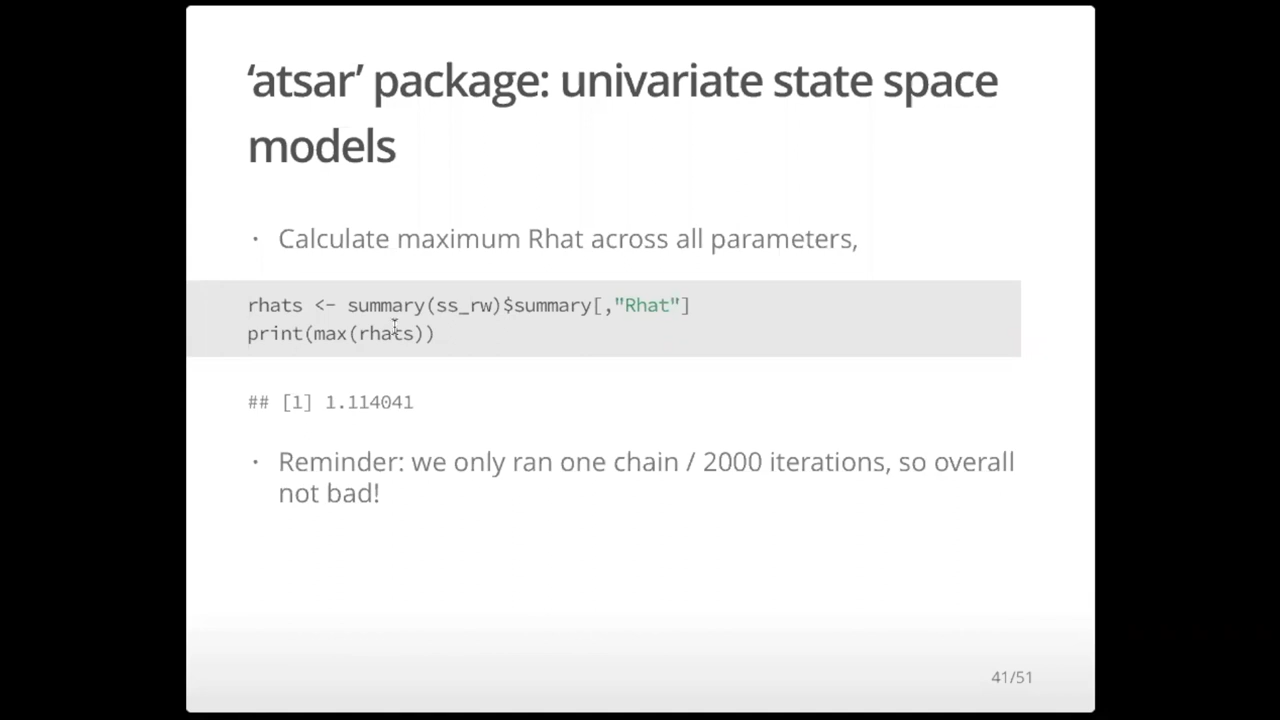 ‘atsar’ package: univariate state space
models
· Calculate maximum Rhat across all parameters,
rhats <- summary(ss_rw)$summary[,"Rhat"]
print(max(rhats))
## [1] 1.114041
· Reminder: we only ran one chain / 2000 iterations, so overall
not bad!
41/51